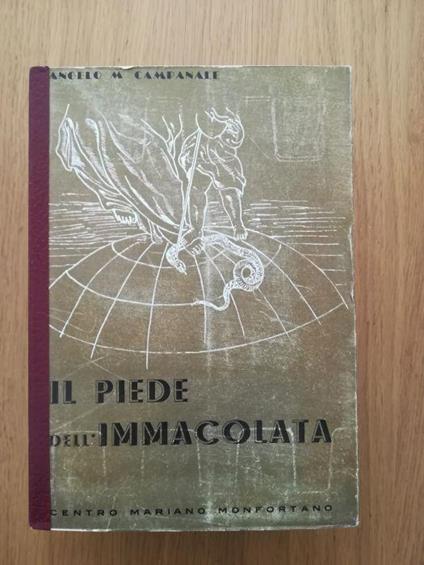 ANGELO M CAMPANALE
IL PIEDE
DELL'IMMACOLATA
CENTRO MARIANO MONFORTANO